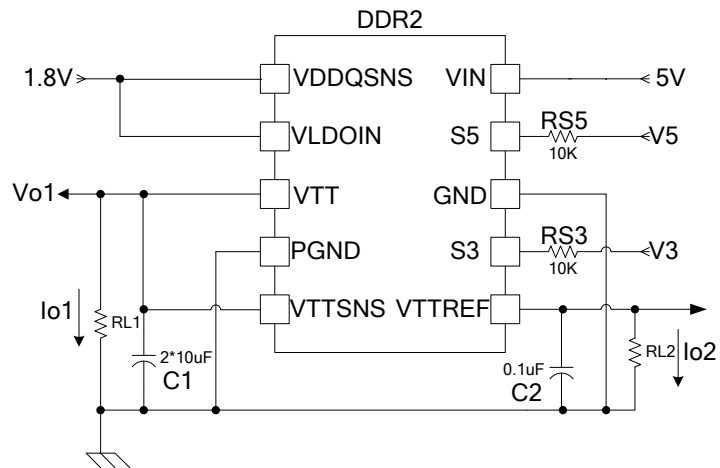 DDR2
1.8V
VDDQSNS
VIN
5V
VLDOIN
S5
RS5
10K
V5
Vo1
VTT
GND
PGND
S3
RS3
10K
V3
Io1
RL1
VTTSNS
VTTREF
2*10uF
C1
0.1uF
C2
RL2
Io2